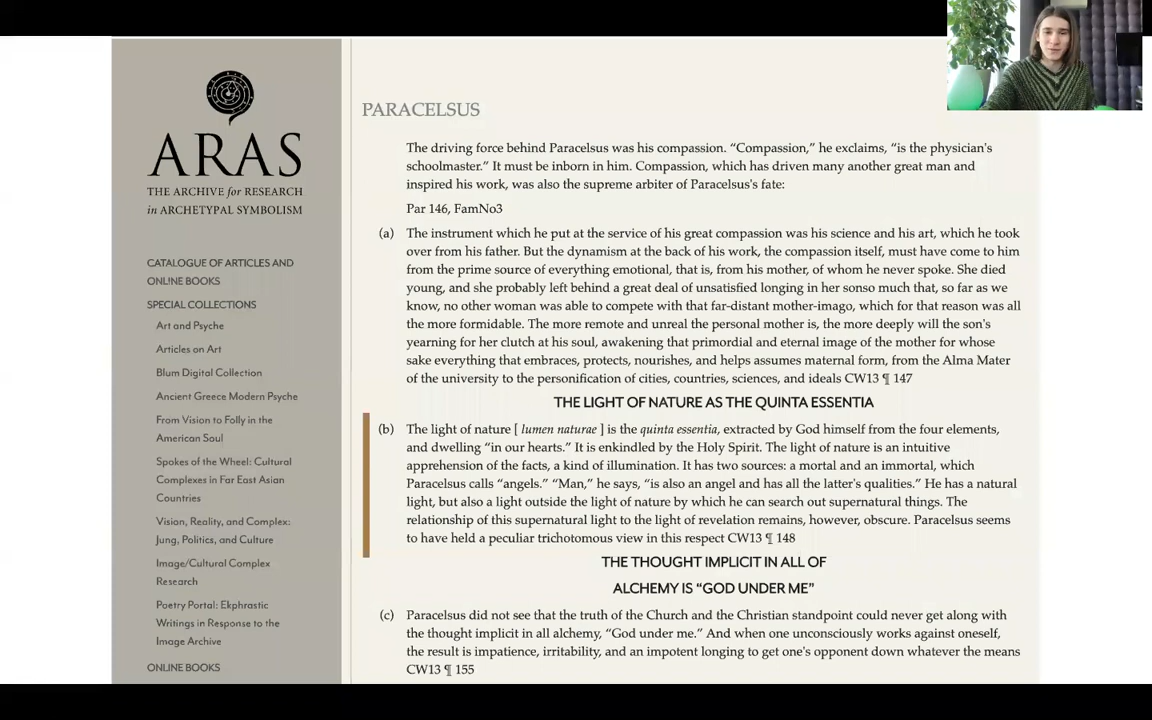 ARAS
THE ARCHIVE for RESEARCH
in ARCHETYPAL SYMBOLISM
CATALOGUE OF ARTICLES AND
ONLINE BOOKS
SPECIAL COLLECTIONS
Art and Psyche
Articles on Art
Blum Digital Collection
Ancient Greece Modern Psyche
From Vision to Folly in the
American Soul
Spokes of the Wheel: Cultural
Complexes in Far East Asian
Countries
Vision, Reality, and Complex:
Jung, Politics, and Culture
Image/Cultural Complex
Research
Poetry Portal: Ekphrastic
Writings in Response to the
Image Archive
ONLINE BOOKS
PARACELSUS
The driving force behind Paracelsus was his compassion. “Compassion,” he exclaims, “is the physician's
schoolmaster.” It must be inborn in him. Compassion, which has driven many another great man and
inspired his work, was also the supreme arbiter of Paracelsus's fate:
Par 146, FamNo3
(a) The instrument which he put at the service of his great compassion was his science and his art, which he took
over from his father. But the dynamism at the back of his work, the compassion itself, must have come to him
from the prime source of everything emotional, that is, from his mother, of whom he never spoke. She died
young, and she probably left behind a great deal of unsatisfied longing in her sonso much that, so far as we
know, no other woman was able to compete with that far-distant mother-imago, which for that reason was all
the more formidable. The more remote and unreal the personal mother is, the more deeply will the son's
yearning for her clutch at his soul, awakening that primordial and eternal image of the mother for whose
sake everything that embraces, protects, nourishes, and helps assumes maternal form, from the Alma Mater
of the university to the personification of cities, countries, sciences, and ideals CW13 ¶ 147
THE LIGHT OF NATURE AS THE QUINTA ESSENTIA
(b) The light of nature [ lumen naturae ] is the quinta essentia, extracted by God himself from the four elements,
and dwelling “in our hearts.” It is enkindled by the Holy Spirit. The light of nature is an intuitive
apprehension of the facts, a kind of illumination. It has two sources: a mortal and an immortal, which
Paracelsus calls “angels.” “Man,” he says, “is also an angel and has all the latter's qualities.” He has a natural
light, but also a light outside the light of nature by which he can search out supernatural things. The
relationship of this supernatural light to the light of revelation remains, however, obscure. Paracelsus seems
to have held a peculiar trichotomous view in this respect CW13 ¶ 148
THE THOUGHT IMPLICIT IN ALL OF
ALCHEMY IS “GOD UNDER ME”
(c) Paracelsus did not see that the truth of the Church and the Christian standpoint could never get along with
the thought implicit in all alchemy, “God under me.” And when one unconsciously works against oneself,
the result is impatience, irritability, and an impotent longing to get one's opponent down whatever the means
CW13 ¶ 155